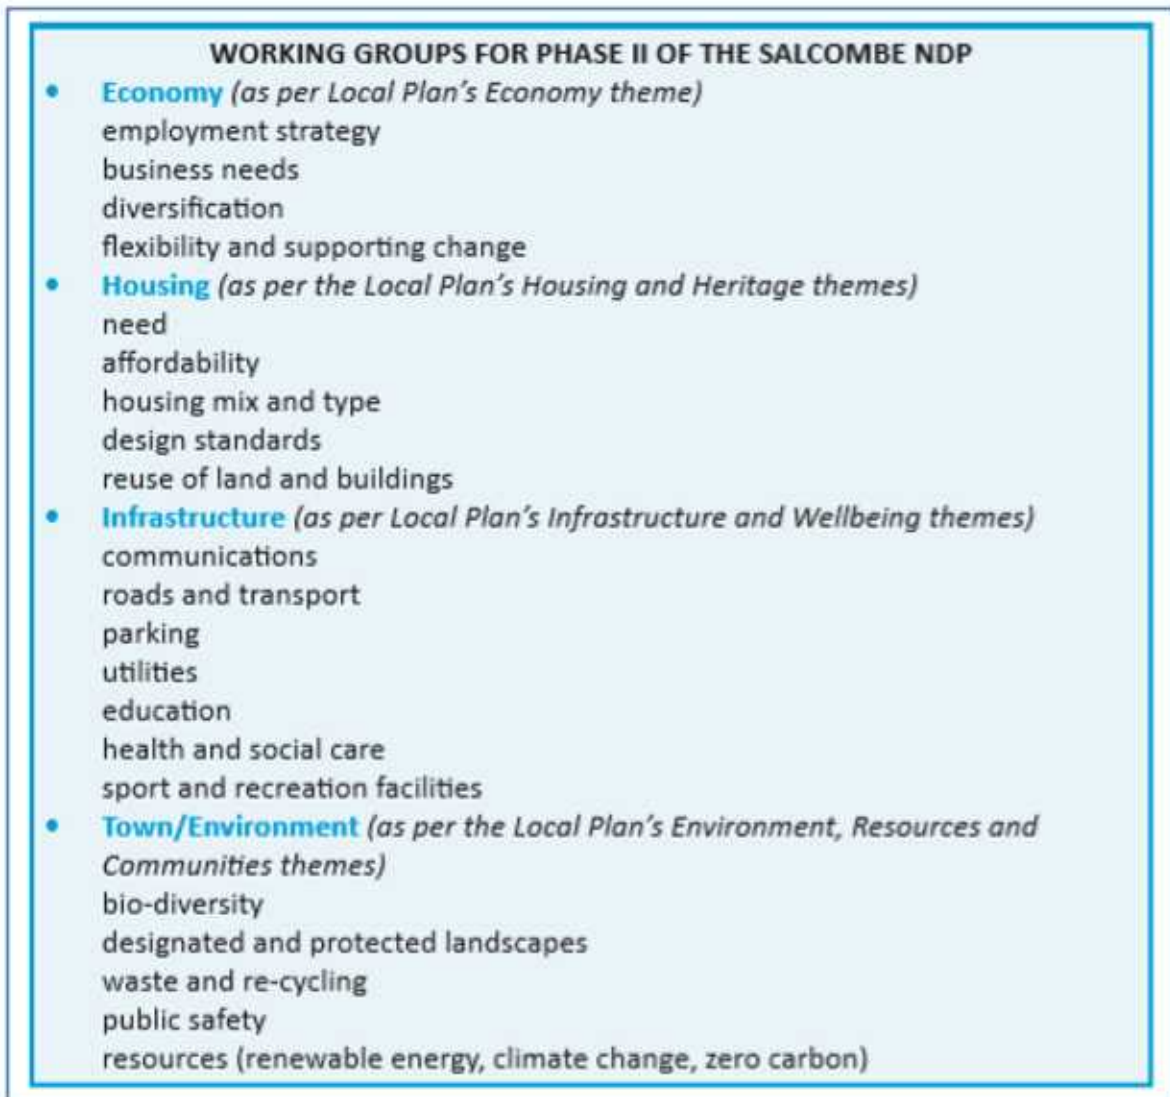 WORKING GROUPS FOR PHASE II OF THE SALCOMBE NDP
• Economy (as per Local Plan's Economy theme)
employment strategy
business needs
diversification
flexibility and supporting change
• Housing (as per the Local Plan's Housing and Heritage themes)
need
affordability
housing mix and type
design standards
reuse of land and buildings
• Infrastructure (as per Local Plan's Infrastructure and Wellbeing themes)
communications
roads and transport
parking
utilities
education
health and social care
sport and recreation facilities
• Town/Environment (as per the Local Plan's Environment, Resources and
Communities themes)
bio-diversity
designated and protected landscapes
waste and re-cycling
public safety
resources (renewable energy, climate change, zero carbon)